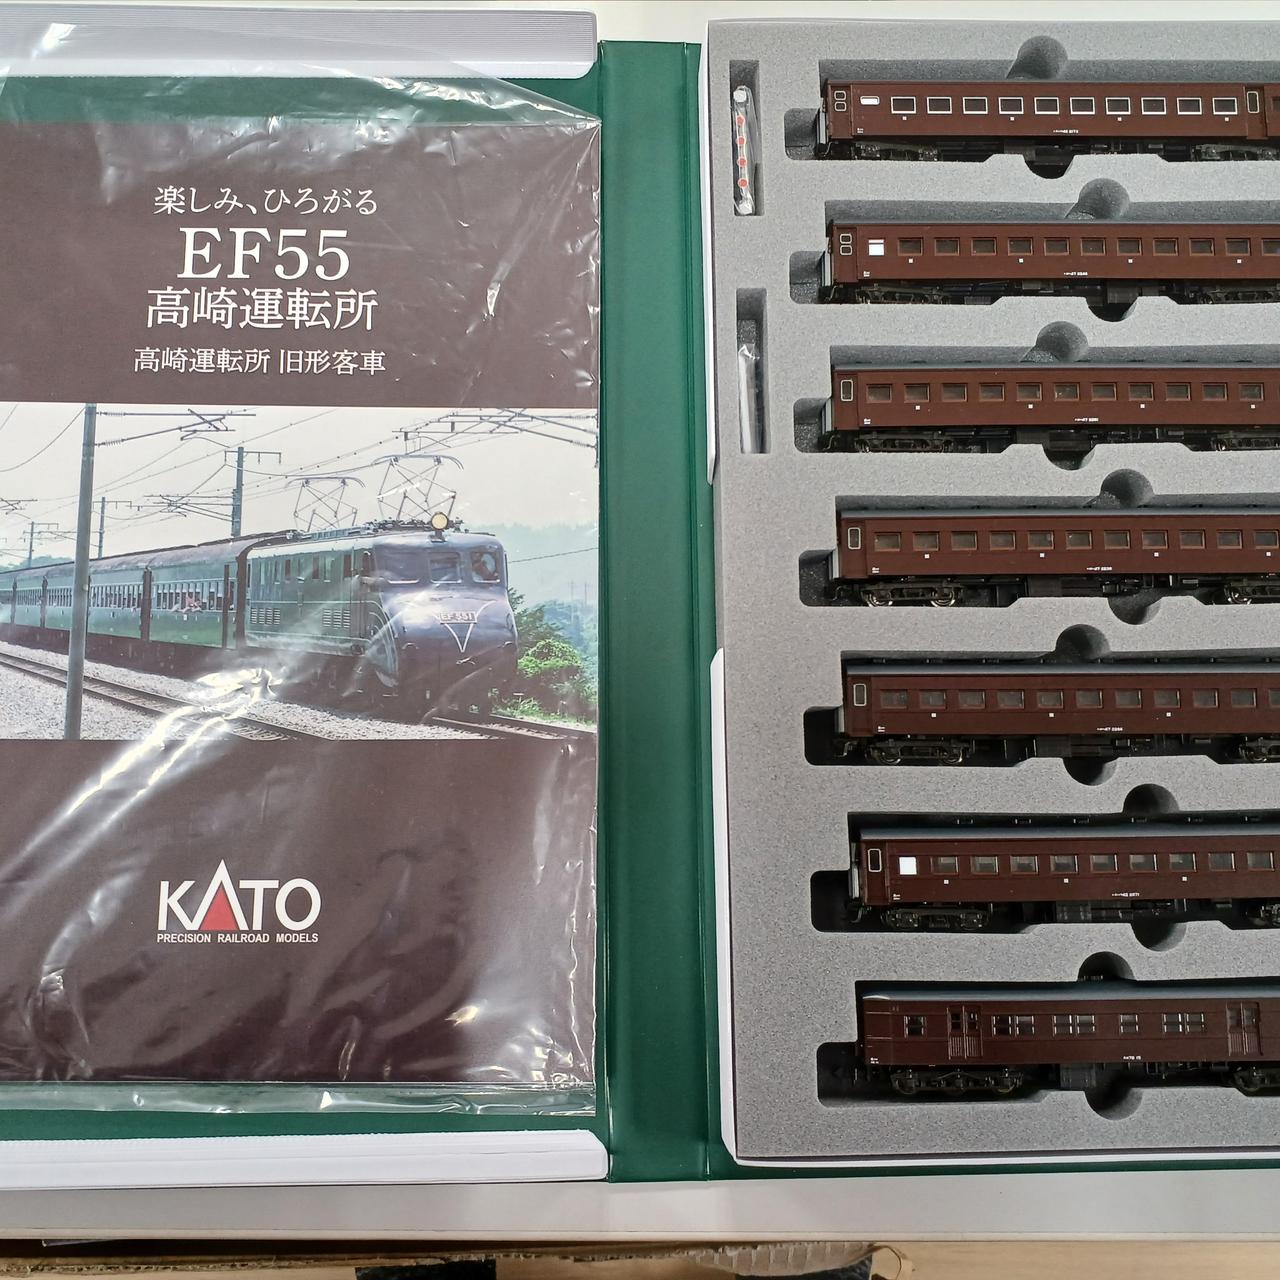 楽しみ、ひろがる
EF55
高崎運転所
高崎運転所 旧形客車
EF551
KATO
PRECISION RAILROAD MODELS